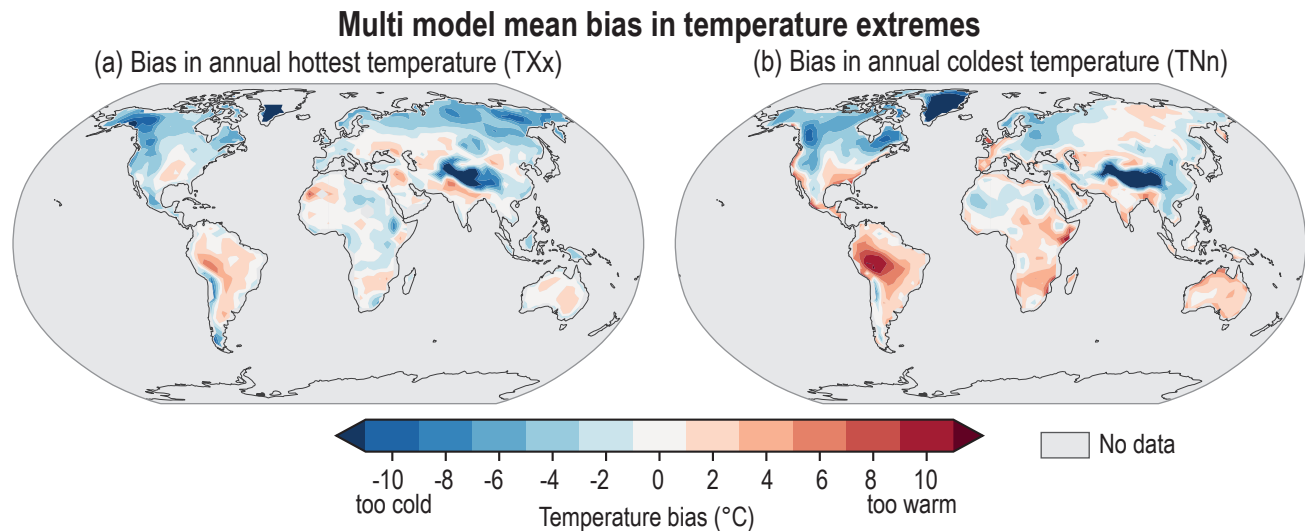 Multi model mean bias in temperature extremes
(a) Bias in annual hottest temperature (TXx)
(b) Bias in annual coldest temperature (TNn)
-10 -8 -6 -4 -2 0 2 4 6 8 10
too cold too warm
Temperature bias (°C)
No data